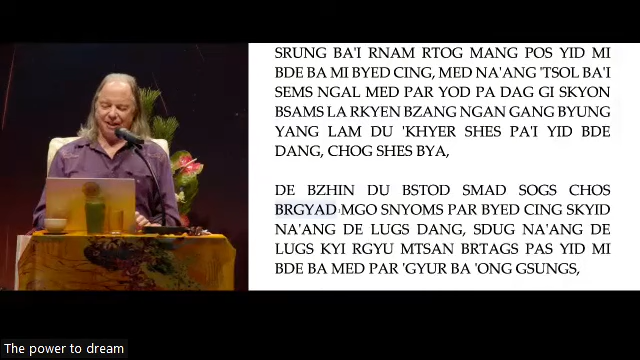 SRUNG BA'I RNAM RTOG MANG POS YID MI
BDE BA MI BYED CING, MED NA'ANG 'TSOL BA'I
SEMS NGAL MED PAR YOD PA DAG GI SKYON
BSAMS LA RKYEN BZANG NGAN GANG BYUNG
YANG LAM DU 'KHYER SHES PA'I YID BDE
DANG, CHOG SHES BYA,
DE BZHIN DU BSTOD SMAD SOGS CHOS
BRGYAD MGO SNYOMS PAR BYED CING SKYID
NA'ANG DE LUGS DANG, SDUG NA'ANG DE
LUGS KYI RGYU MTSAN BRTAGS PAS YID MI
BDE BA MED PAR 'GYUR BA 'ONG GSUNGS,
The power to dream